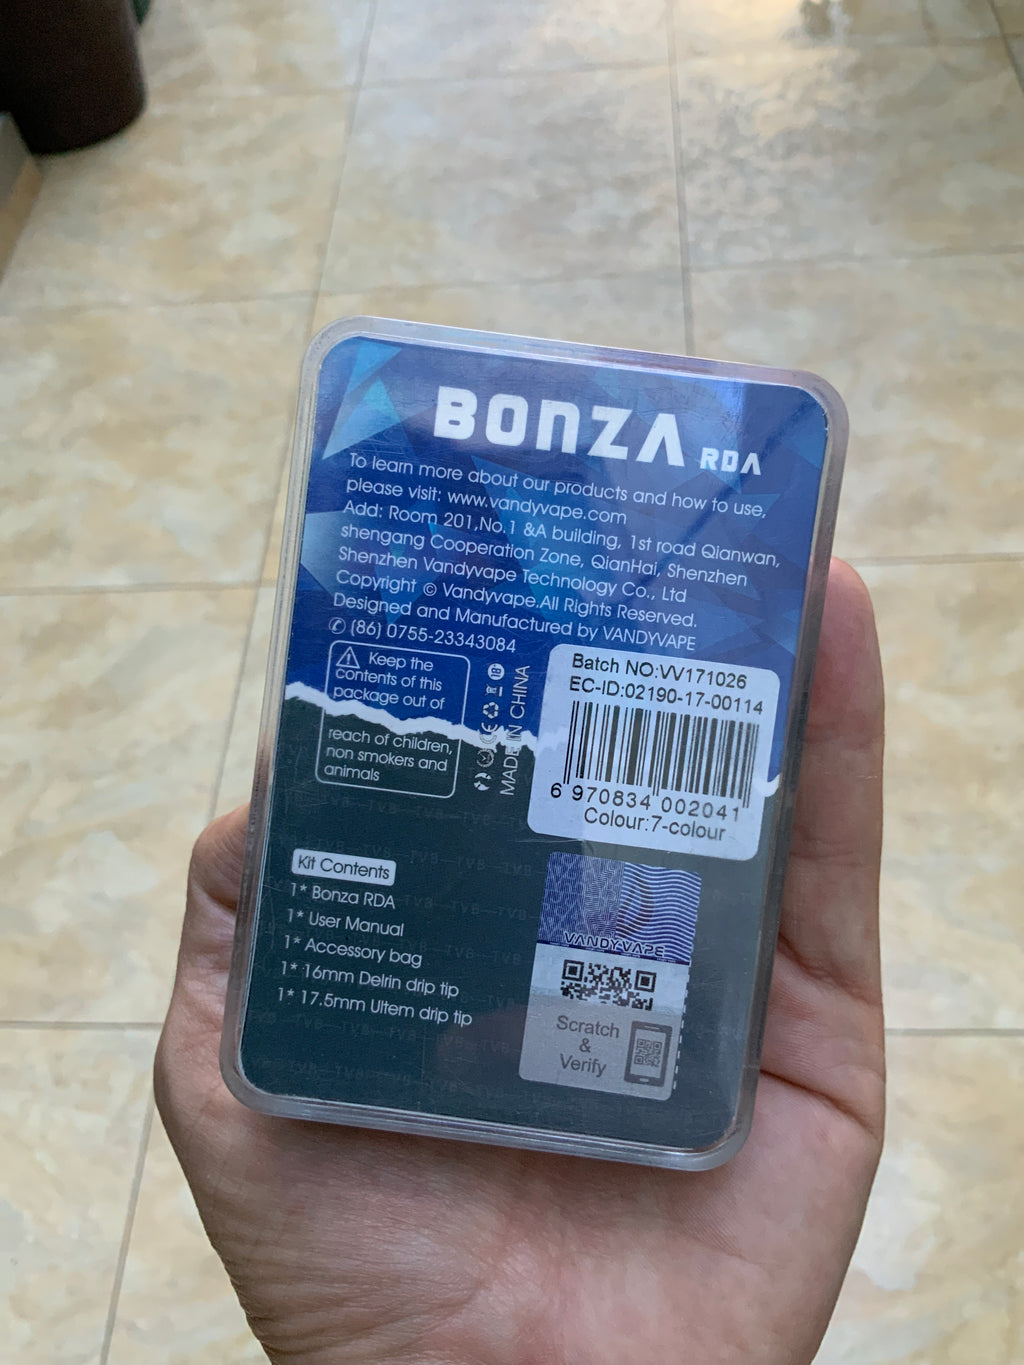 BONZA RDA
To learn more about our products and how to use,
please visit: www.vandyvape.com
Add: Room 201,No.1 &A building, 1st road Qianwan,
shengang Cooperation Zone, QianHai, Shenzhen
Shenzhen Vandyvape Technology Co., Ltd
Copyright © Vandyvape.All Rights Reserved.
Designed and Manufactured by VANDYVAPE
(86) 0755-23343084
Keep the
contents of this
package out of
reach of children,
non smokers and
animals
MADE IN CHINA
Batch NO:VV171026
EC-ID:02190-17-00114
6 970834 002041
Colour:7-colour
Kit Contents
1* Bonza RDA
1* User Manual
1* Accessory bag
1* 16mm Delrin drip tip
1* 17.5mm Ultem drip tip
VANDYVAPE
Scratch
&
Verify